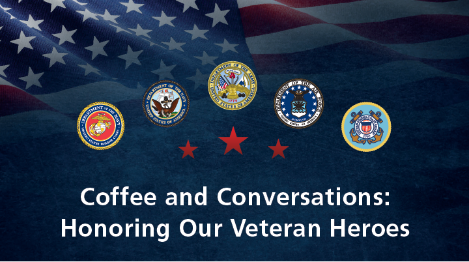 Coffee and Conversations:
Honoring Our Veteran Heroes